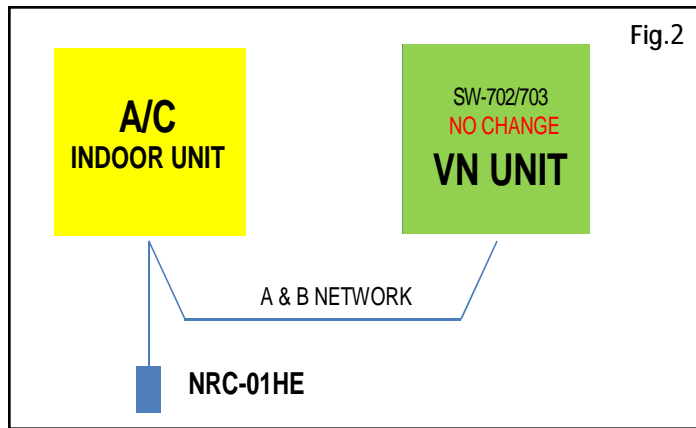 Fig.2
A/C
INDOOR UNIT
SW-702/703
NO CHANGE
VN UNIT
A & B NETWORK
NRC-01HE